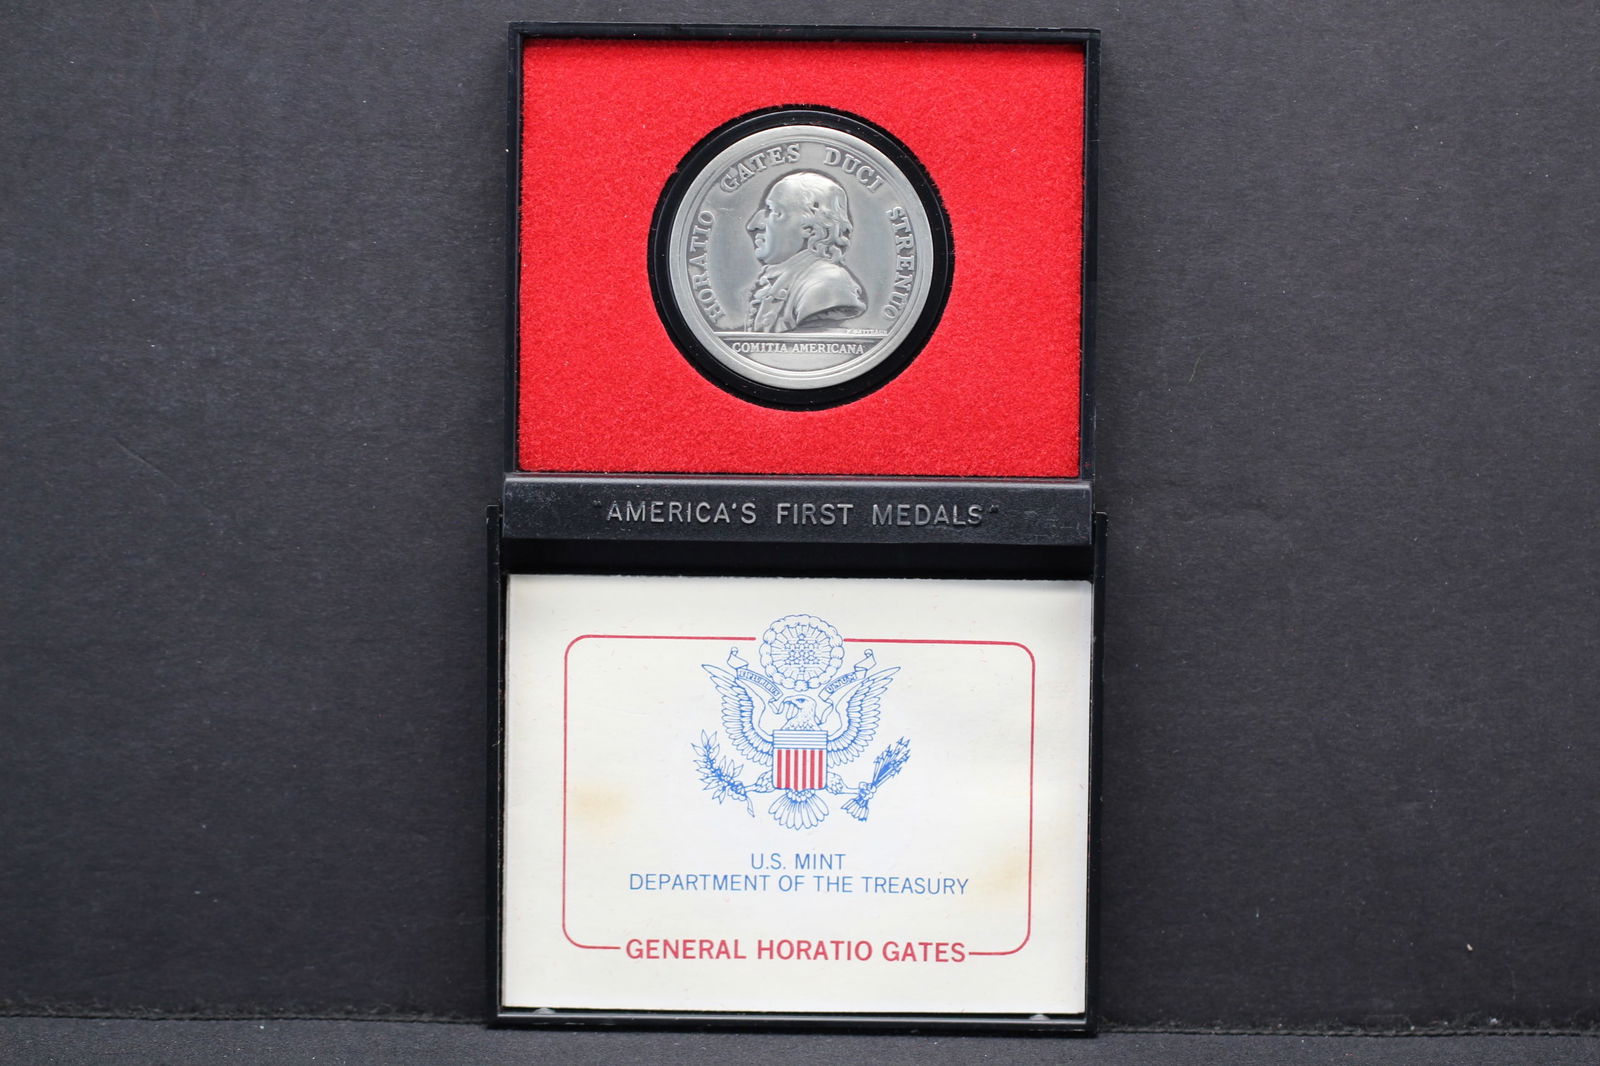 HORATIO GATES DUCI STRENUO
COMITIA AMERICANA
"AMERICA'S FIRST MEDALS"
U.S. MINT
DEPARTMENT OF THE TREASURY
GENERAL HORATIO GATES